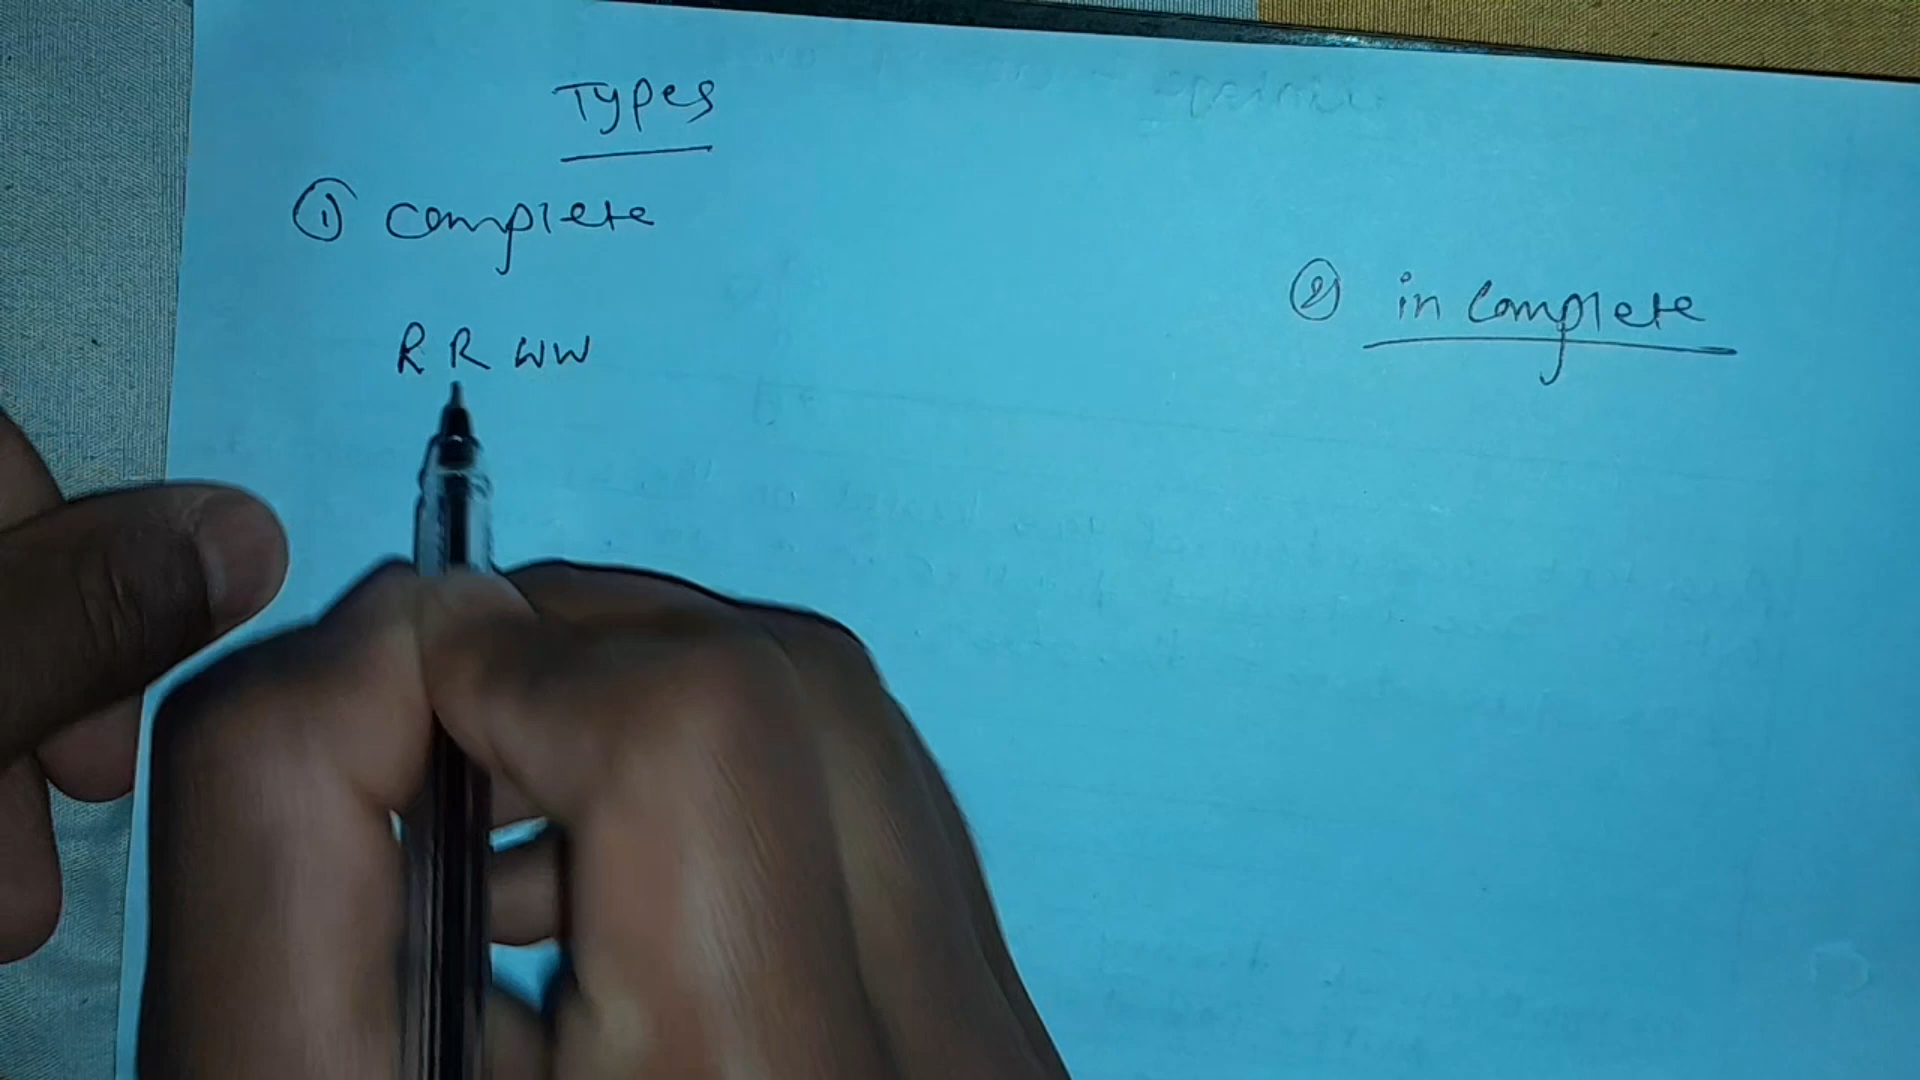 Types
① complete
② in complete
R R W W